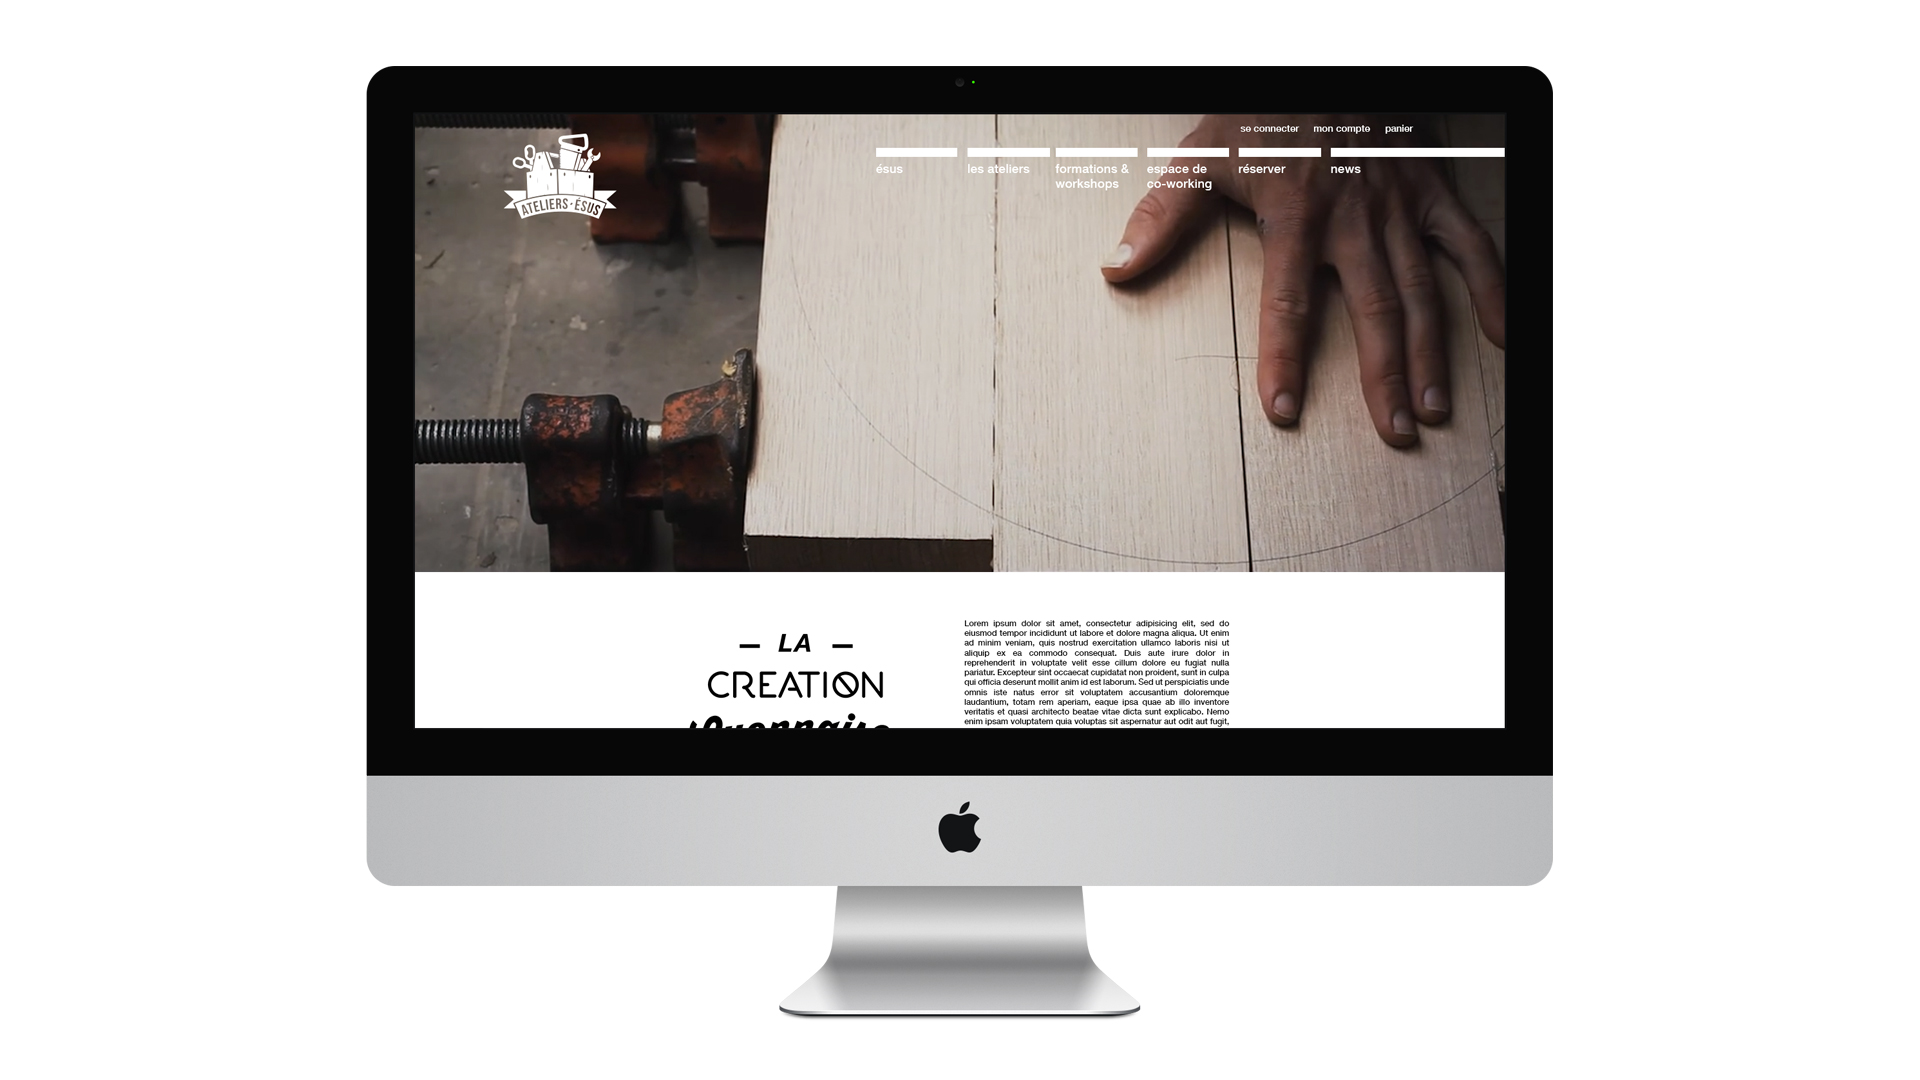 se connecter mon compte panier
ATELIERS · ÉSUS
ésus les ateliers formations & espace de réserver news
workshops co-working
— LA —
CREATION
Lorem ipsum dolor sit amet, consectetur adipisicing elit, sed do
eiusmod tempor incididunt ut labore et dolore magna aliqua. Ut enim
ad minim veniam, quis nostrud exercitation ullamco laboris nisi ut
aliquip ex ea commodo consequat. Duis aute irure dolor in
reprehenderit in voluptate velit esse cillum dolore eu fugiat nulla
pariatur. Excepteur sint occaecat cupidatat non proident, sunt in culpa
qui officia deserunt mollit anim id est laborum. Sed ut perspiciatis unde
omnis iste natus error sit voluptatem accusantium doloremque
laudantium, totam rem aperiam, eaque ipsa quae ab illo inventore
veritatis et quasi architecto beatae vitae dicta sunt explicabo. Nemo
enim ipsam voluptatem quia voluptas sit aspernatur aut odit aut fugit,